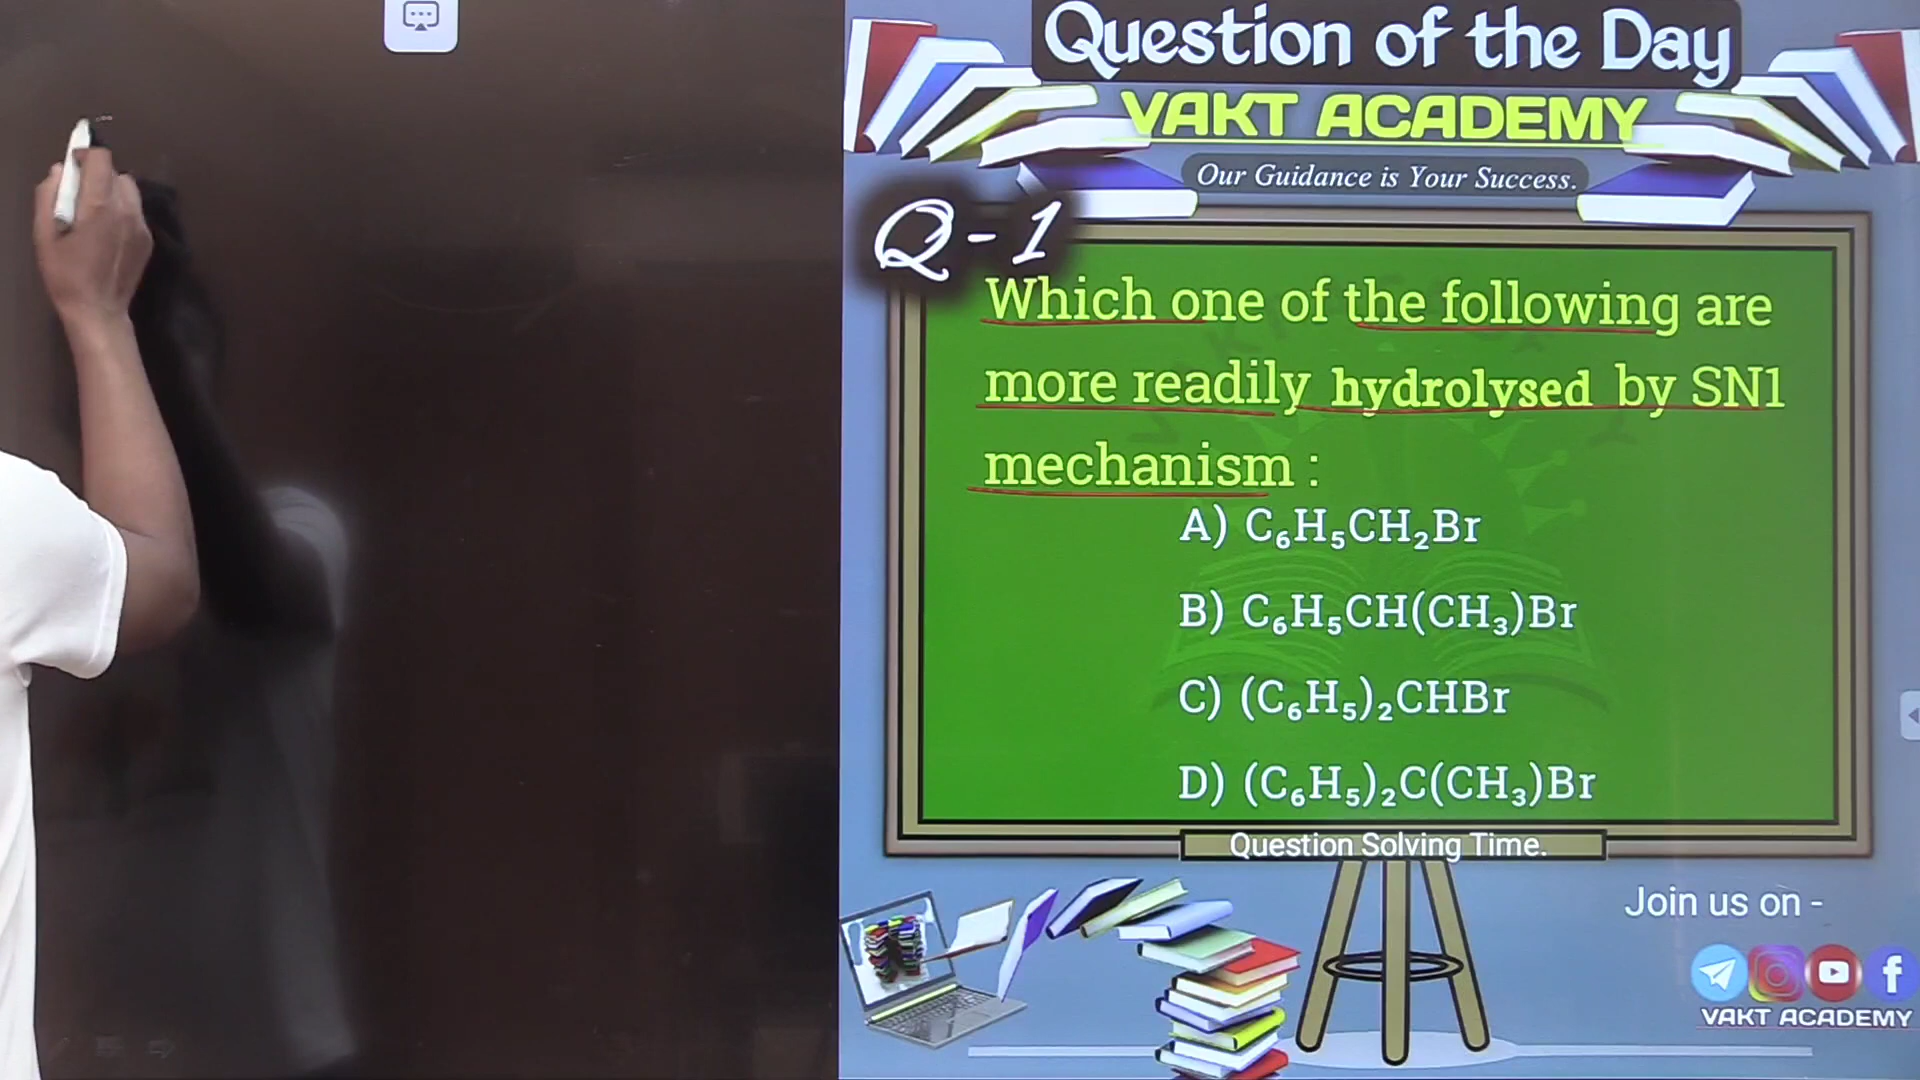 Question of the Day
VAKT ACADEMY
Our Guidance is Your Success.
Q-1
Which one of the following are
more readily hydrolysed by SN1
mechanism :
A) C₆H₅CH₂Br
B) C₆H₅CH(CH₃)Br
C) (C₆H₅)₂CHBr
D) (C₆H₅)₂C(CH₃)Br
Question Solving Time.
Join us on -
VAKT ACADEMY